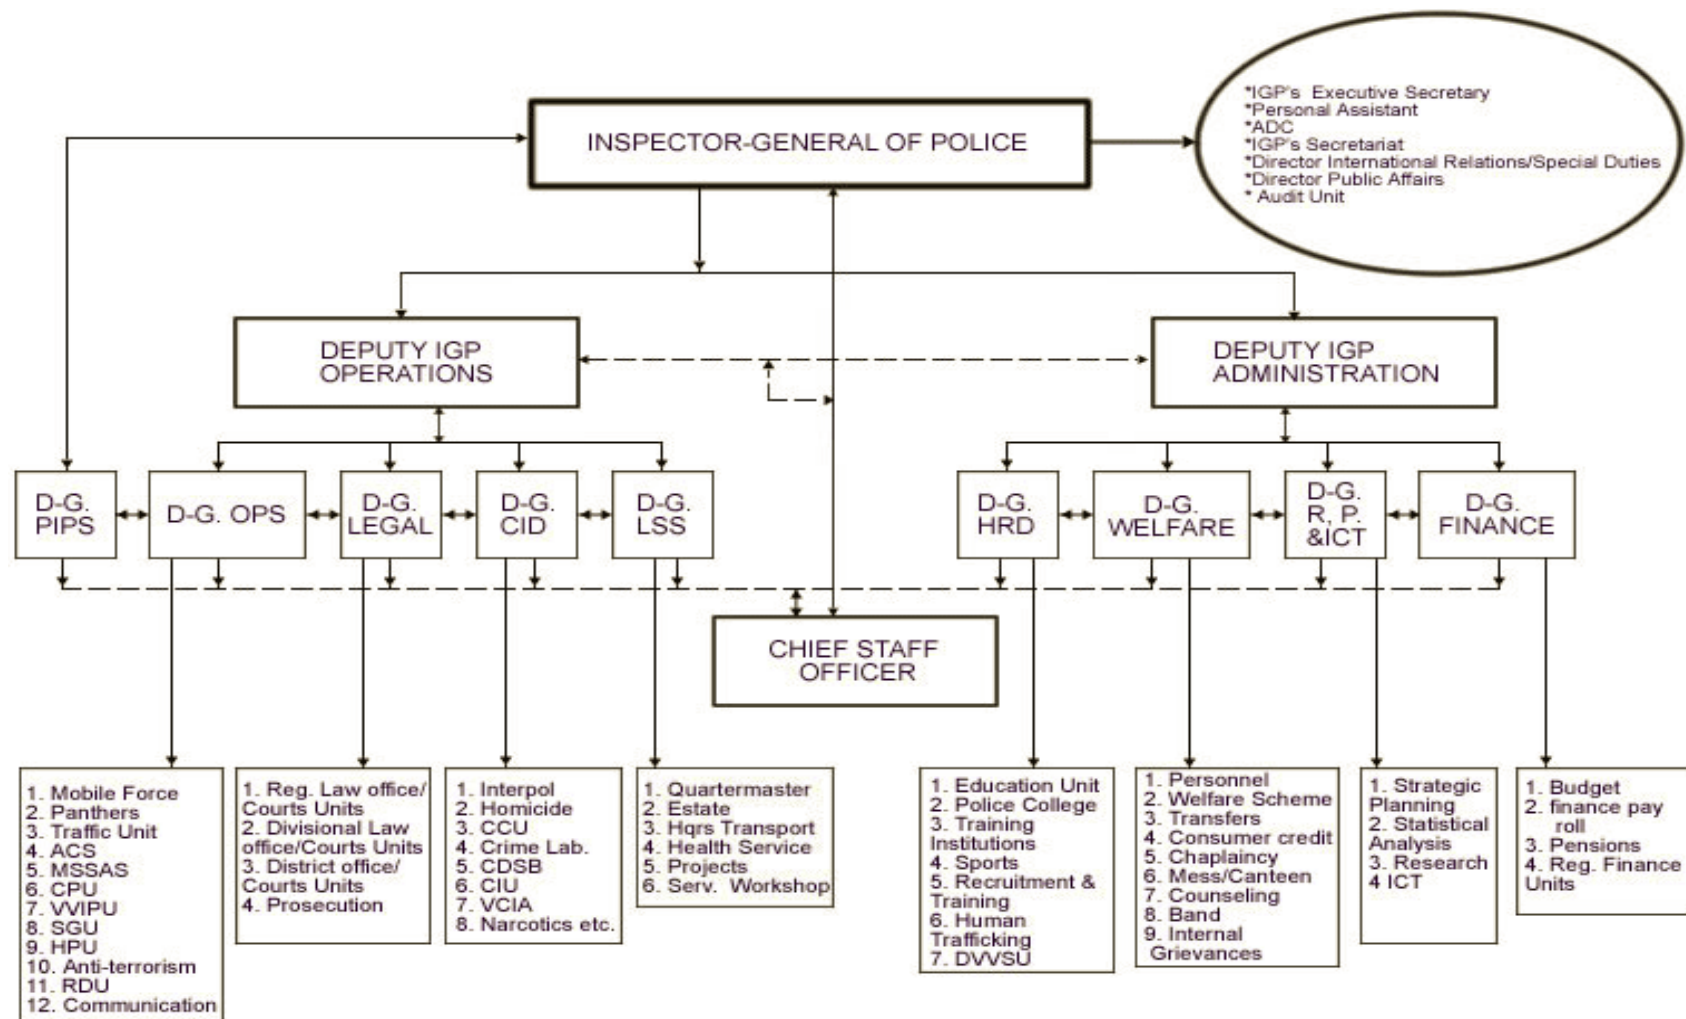 *IGP's Executive Secretary
*Personal Assistant
*ADC
*IGP's Secretariat
*Director International Relations/Special Duties
*Director Public Affairs
* Audit Unit
INSPECTOR-GENERAL OF POLICE
DEPUTY IGP
OPERATIONS
DEPUTY IGP
ADMINISTRATION
D-G.
PIPS
D-G. OPS
D-G.
LEGAL
D-G.
CID
D-G.
LSS
D-G.
HRD
D-G.
WELFARE
D-G.
R, P.
&ICT
D-G.
FINANCE
CHIEF STAFF
OFFICER
1. Mobile Force
2. Panthers
3. Traffic Unit
4. ACS
5. MSSAS
6. CPU
7. VVIPU
8. SGU
9. HPU
10. Anti-terrorism
11. RDU
12. Communication
1. Reg. Law office/
Courts Units
2. Divisional Law
office/Courts Units
3. District office/
Courts Units
4. Prosecution
1. Interpol
2. Homicide
3. CCU
4. Crime Lab.
5. CDSB
6. CIU
7. VCIA
8. Narcotics etc.
1. Quartermaster
2. Estate
3. Hqrs Transport
4. Health Service
5. Projects
6. Serv. Workshop
1. Education Unit
2. Police College
3. Training
Institutions
4. Sports
5. Recruitment &
Training
6. Human
Trafficking
7. DVVSU
1. Personnel
2. Welfare Scheme
3. Transfers
4. Consumer credit
5. Chaplaincy
6. Mess/Canteen
7. Counseling
8. Band
9. Internal
Grievances
1. Strategic
Planning
2. Statistical
Analysis
3. Research
4 ICT
1. Budget
2. finance pay
roll
3. Pensions
4. Reg. Finance
Units